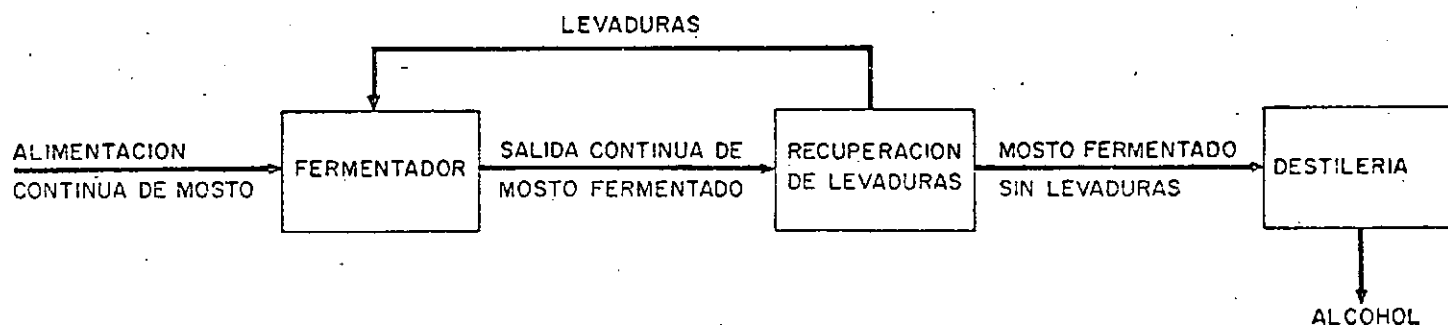 LEVADURAS
ALIMENTACION
CONTINUA DE MOSTO
FERMENTADOR
SALIDA CONTINUA DE
MOSTO FERMENTADO
RECUPERACION
DE LEVADURAS
MOSTO FERMENTADO
SIN LEVADURAS
DESTILERIA
ALCOHOL